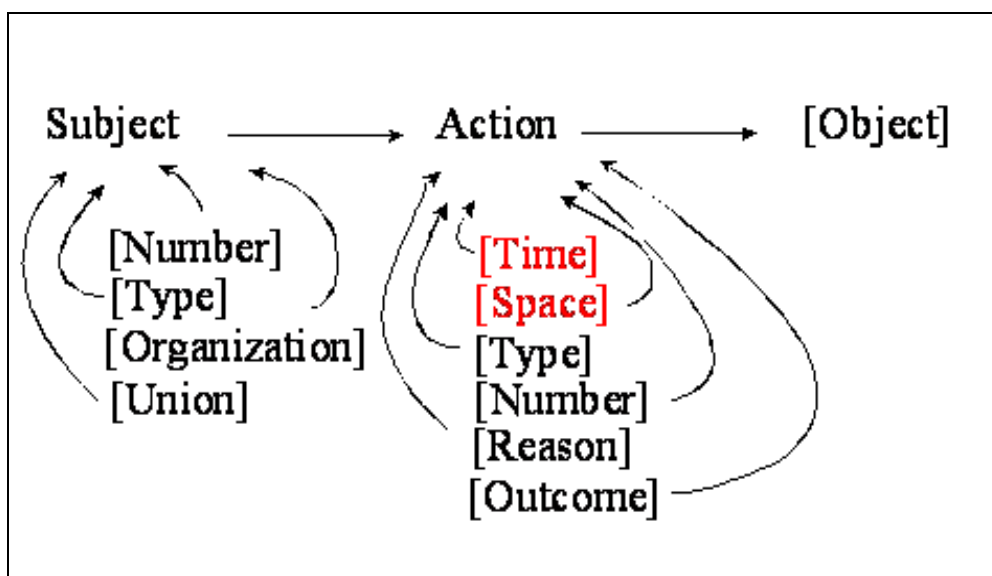 Subject Action [Object]
[Number]
[Type]
[Organization]
[Union]
[Time]
[Space]
[Type]
[Number]
[Reason]
[Outcome]